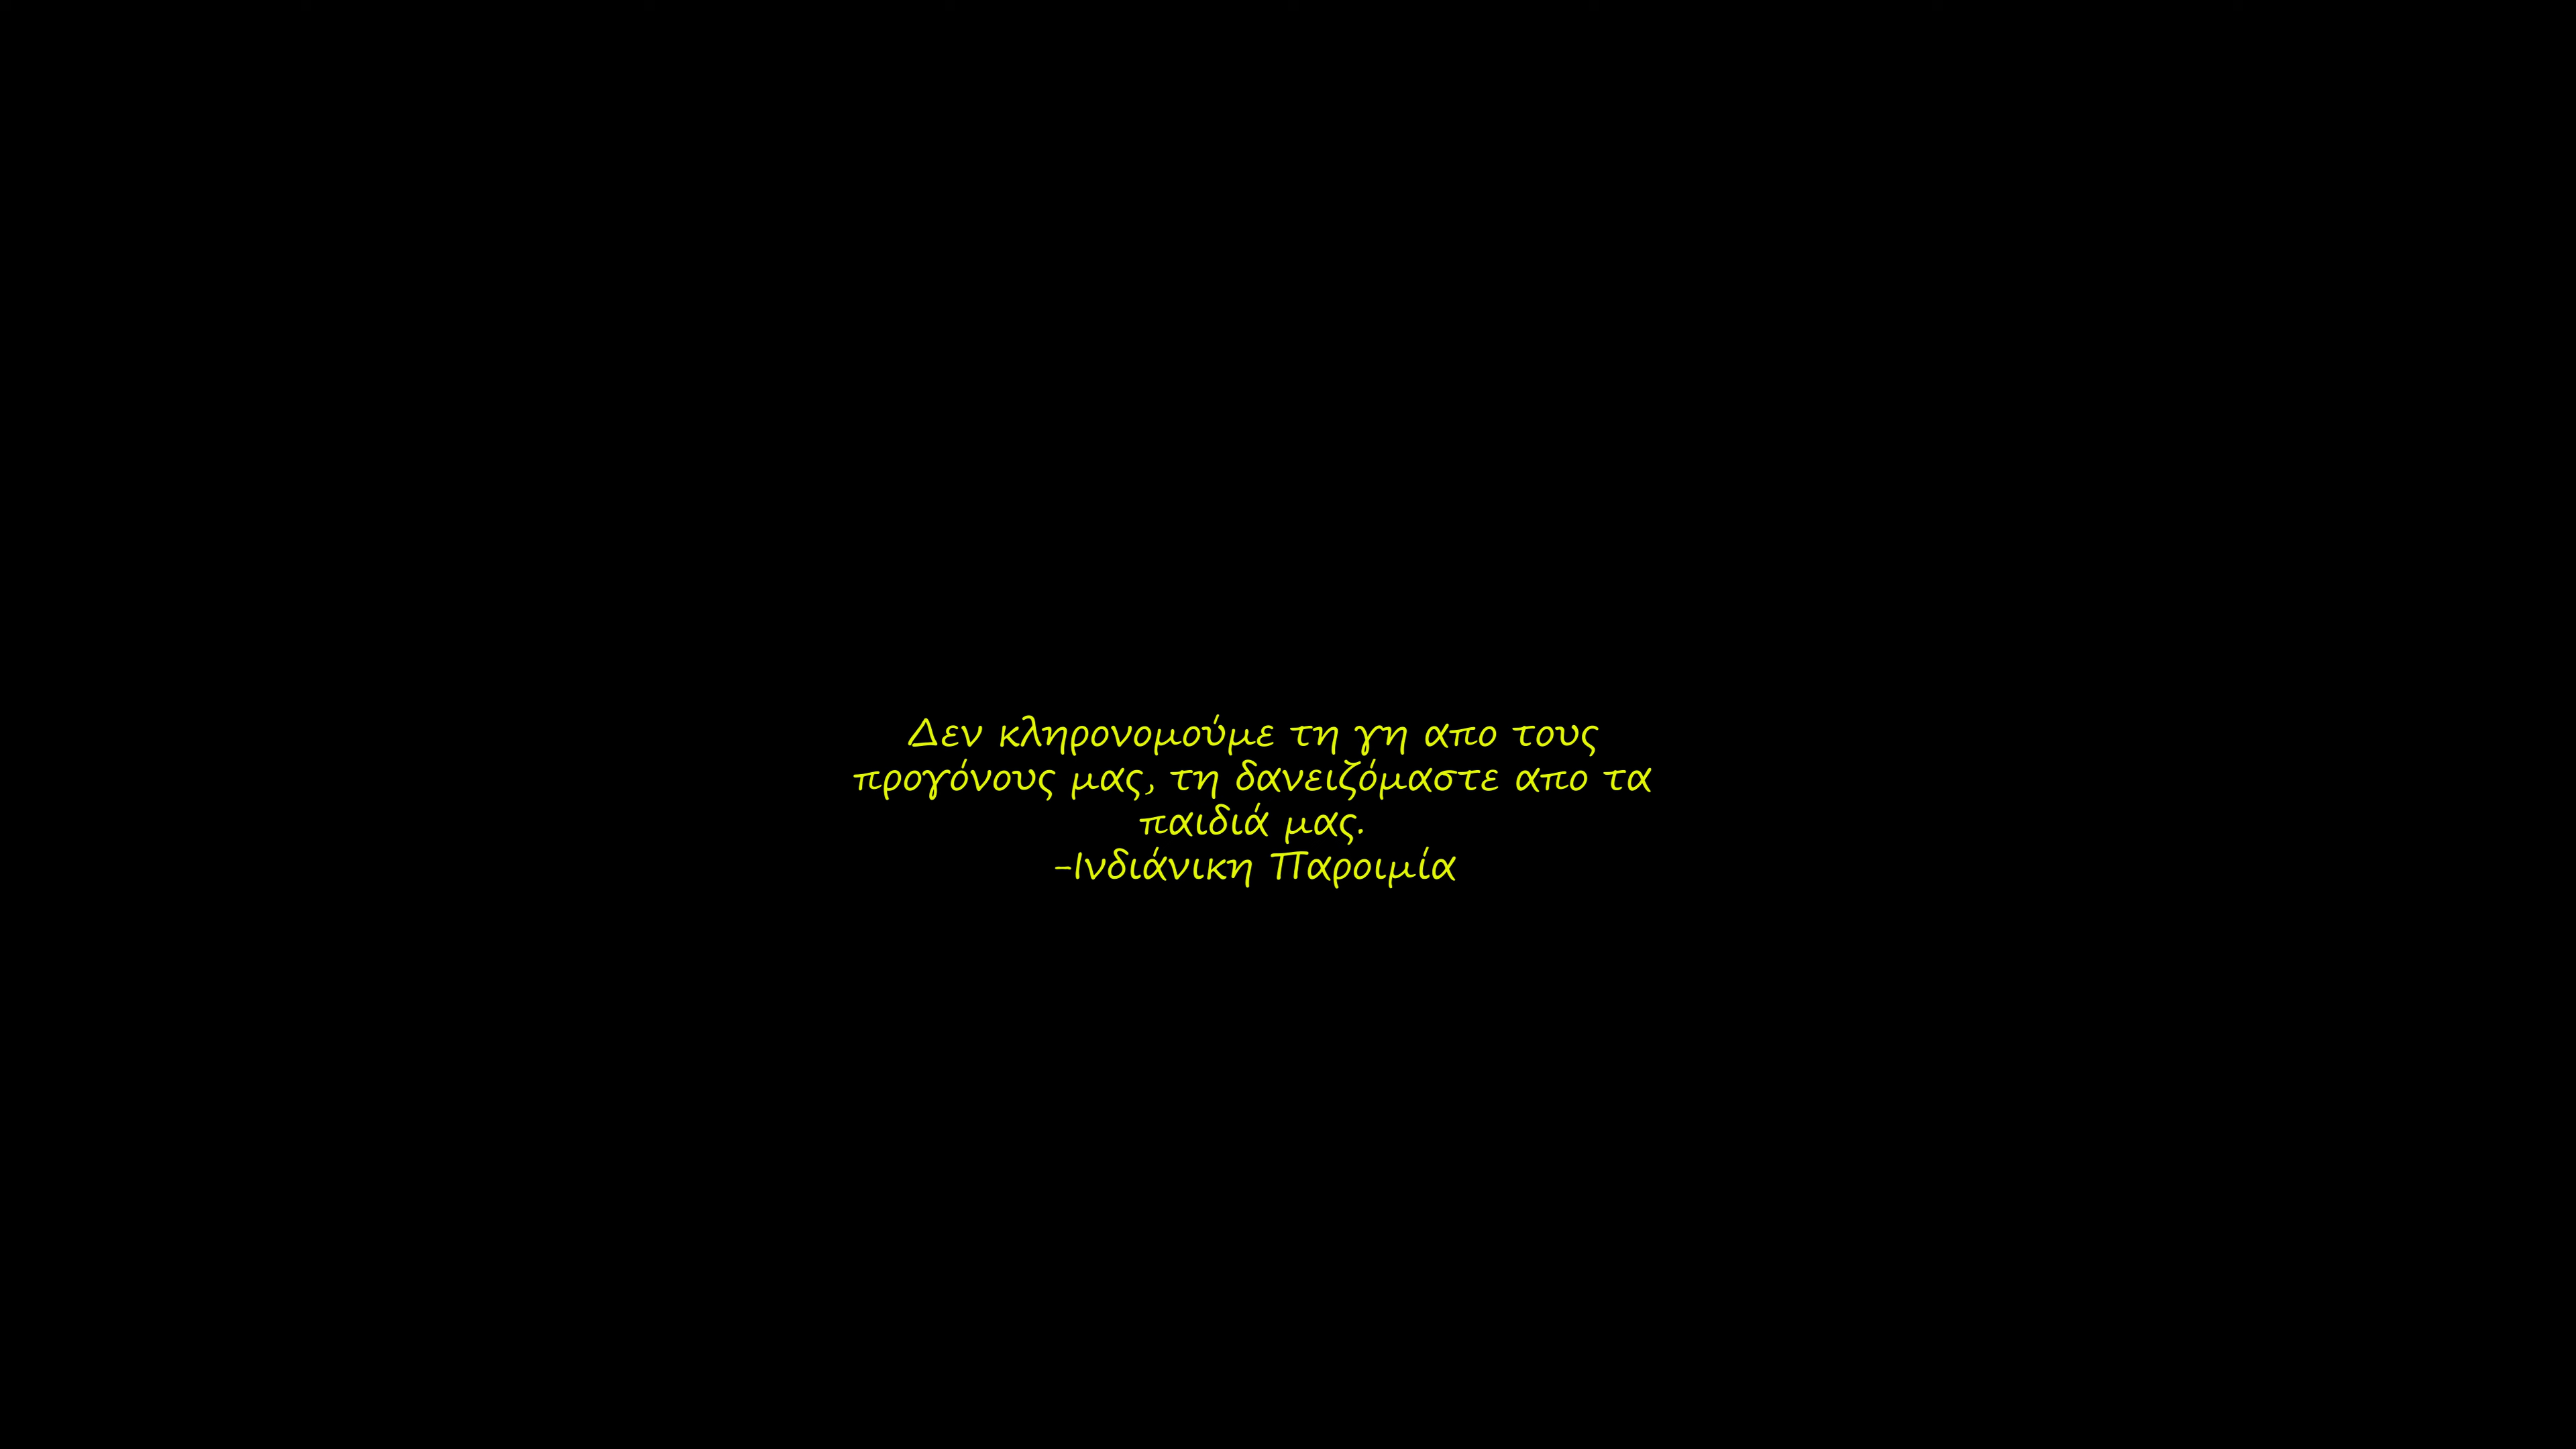 Δεν κληρονομούμε τη γη απο τους
προγόνους μας, τη δανειζόμαστε απο τα
παιδιά μας.
-Ινδιάνικη Παροιμία